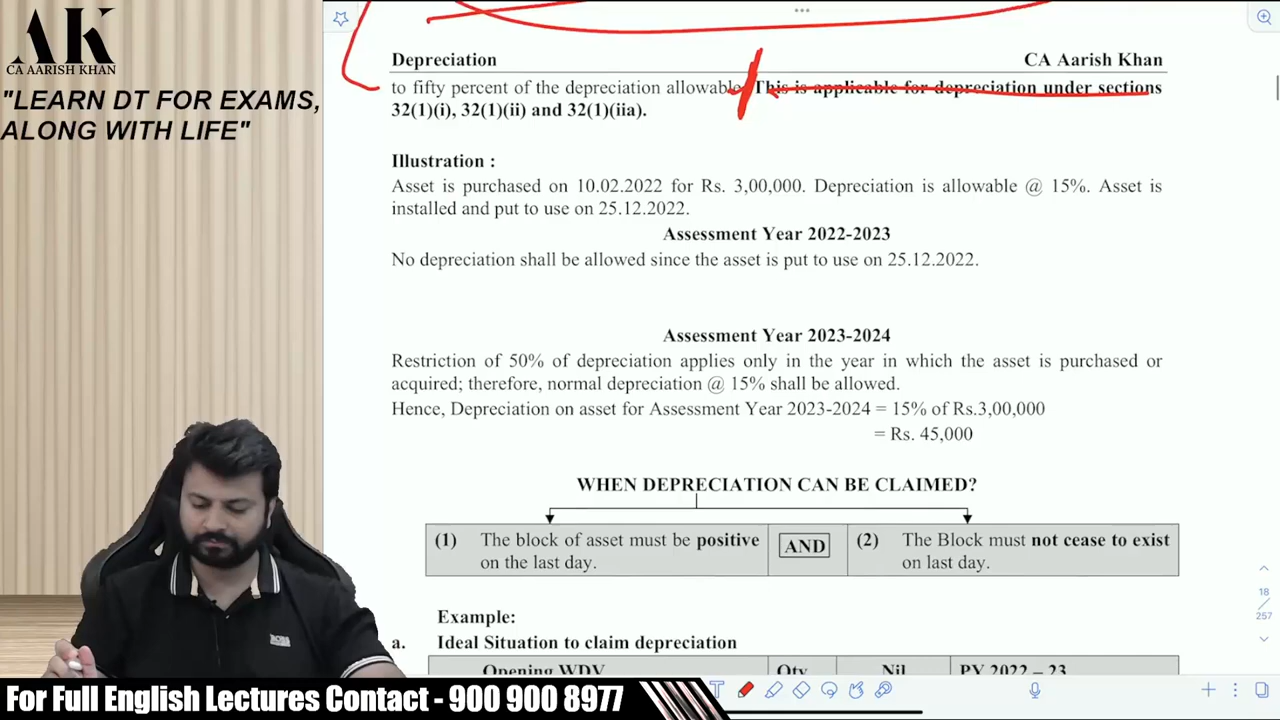 AK
CA AARISH KHAN
"LEARN DT FOR EXAMS,
ALONG WITH LIFE"
Depreciation CA Aarish Khan
to fifty percent of the depreciation allowable. This is applicable for depreciation under sections
32(1)(i), 32(1)(ii) and 32(1)(iia).
Illustration :
Asset is purchased on 10.02.2022 for Rs. 3,00,000. Depreciation is allowable @ 15%. Asset is
installed and put to use on 25.12.2022.
Assessment Year 2022-2023
No depreciation shall be allowed since the asset is put to use on 25.12.2022.
Assessment Year 2023-2024
Restriction of 50% of depreciation applies only in the year in which the asset is purchased or
acquired; therefore, normal depreciation @ 15% shall be allowed.
Hence, Depreciation on asset for Assessment Year 2023-2024 = 15% of Rs.3,00,000
= Rs. 45,000
WHEN DEPRECIATION CAN BE CLAIMED?
(1) The block of asset must be positive
on the last day.
AND
(2) The Block must not cease to exist
on last day.
Example:
a. Ideal Situation to claim depreciation
Opening WDV Qty Nil PY 2022 – 23
18
257
For Full English Lectures Contact - 900 900 8977